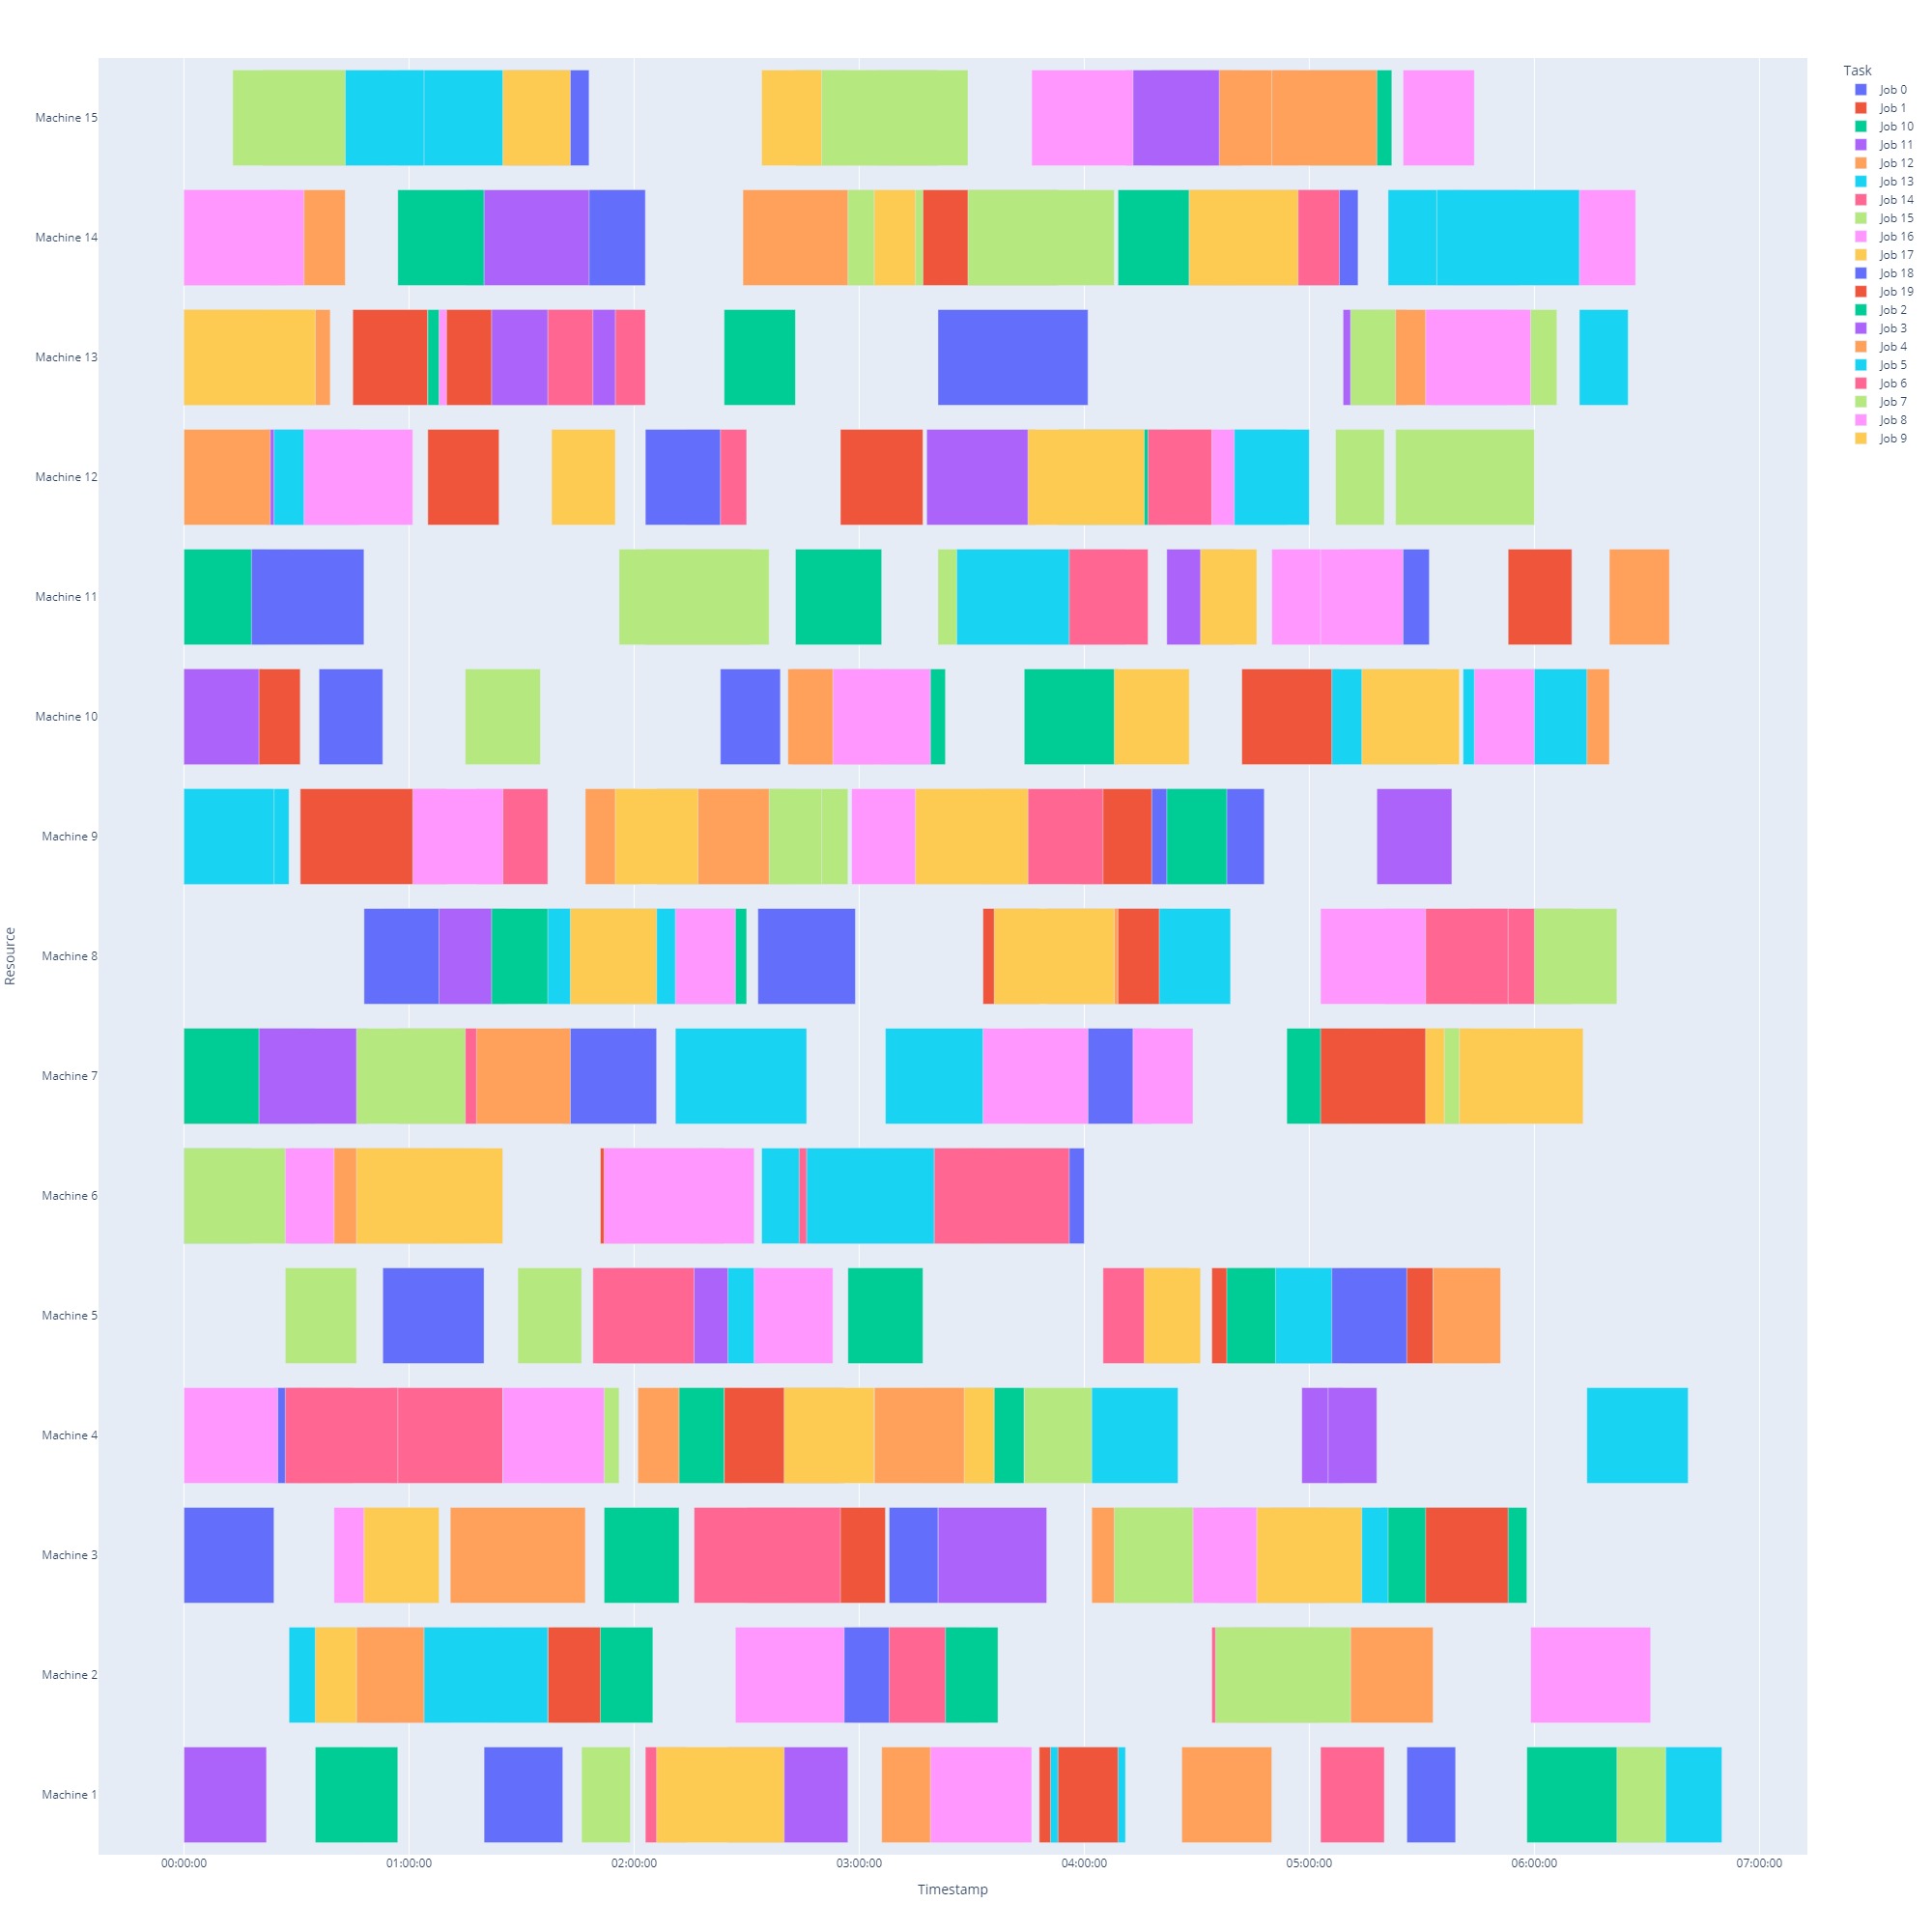 Task
Job 0
Job 1
Job 10
Job 11
Job 12
Job 13
Job 14
Job 15
Job 16
Job 17
Job 18
Job 19
Job 2
Job 3
Job 4
Job 5
Job 6
Job 7
Job 8
Job 9
Resource
Machine 15
Machine 14
Machine 13
Machine 12
Machine 11
Machine 10
Machine 9
Machine 8
Machine 7
Machine 6
Machine 5
Machine 4
Machine 3
Machine 2
Machine 1
00:00:00 01:00:00 02:00:00 03:00:00 04:00:00 05:00:00 06:00:00 07:00:00
Timestamp